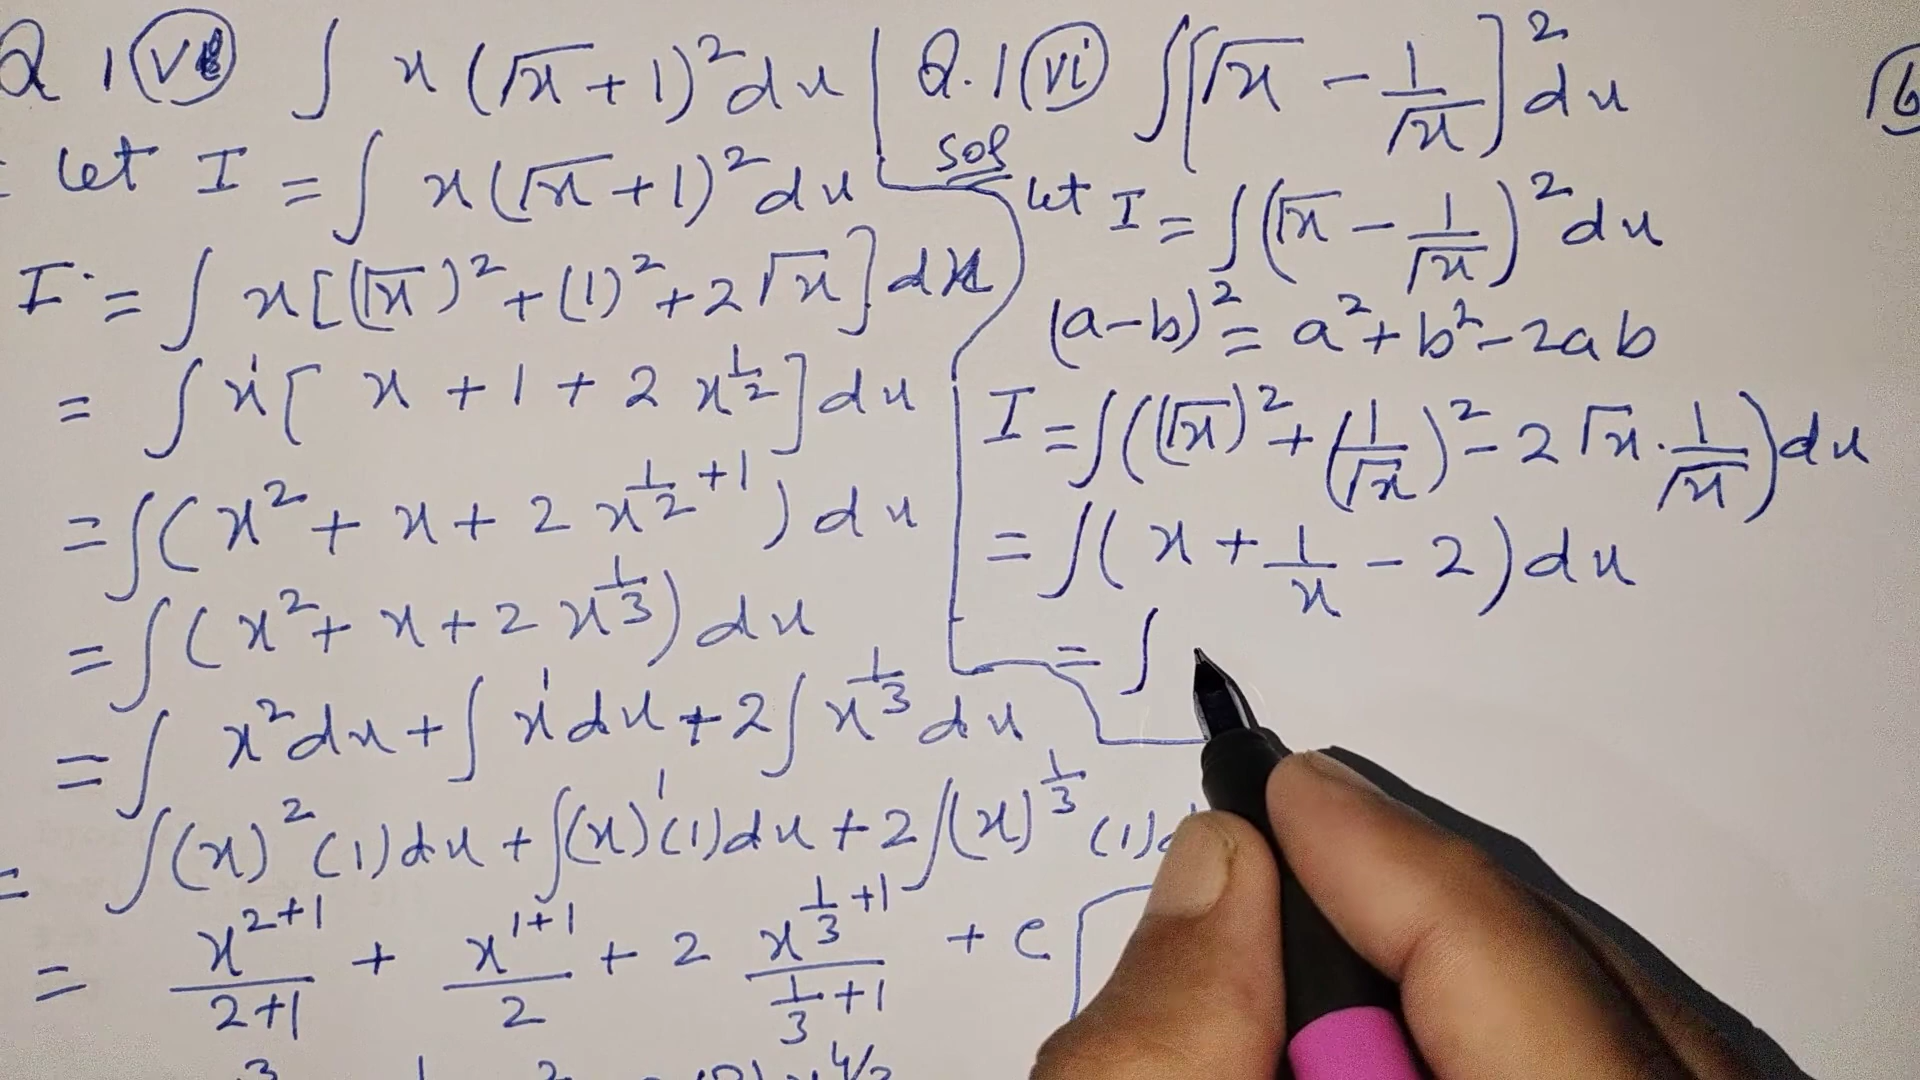 Q 1 (v) ∫ x (√x + 1)² dx
= Let I = ∫ x (√x + 1)² dx
I = ∫ x [(√x)² + (1)² + 2√x] dx
= ∫ x¹ [ x + 1 + 2 x^(1/2) ] dx
= ∫ ( x² + x + 2 x^(1/2 + 1) ) dx
= ∫ ( x² + x + 2 x^(1/3) ) dx
= ∫ x² dx + ∫ x¹ dx + 2 ∫ x^(1/3) dx
= ∫ (x)² (1) dx + ∫ (x)¹ (1) dx + 2 ∫ (x)^(1/3) (1) d
= x^(2+1)/(2+1) + x^(1+1)/2 + 2 x^(1/3 + 1)/(1/3 + 1) + c
Q. 1 (vi) ∫ [√x − 1/√x]² dx
Sol
Let I = ∫ (√x − 1/√x)² dx
(a−b)² = a² + b² − 2ab
I = ∫ ((√x)² + (1/√x)² − 2 √x · 1/√x) dx
= ∫ ( x + 1/x − 2 ) dx
= ∫